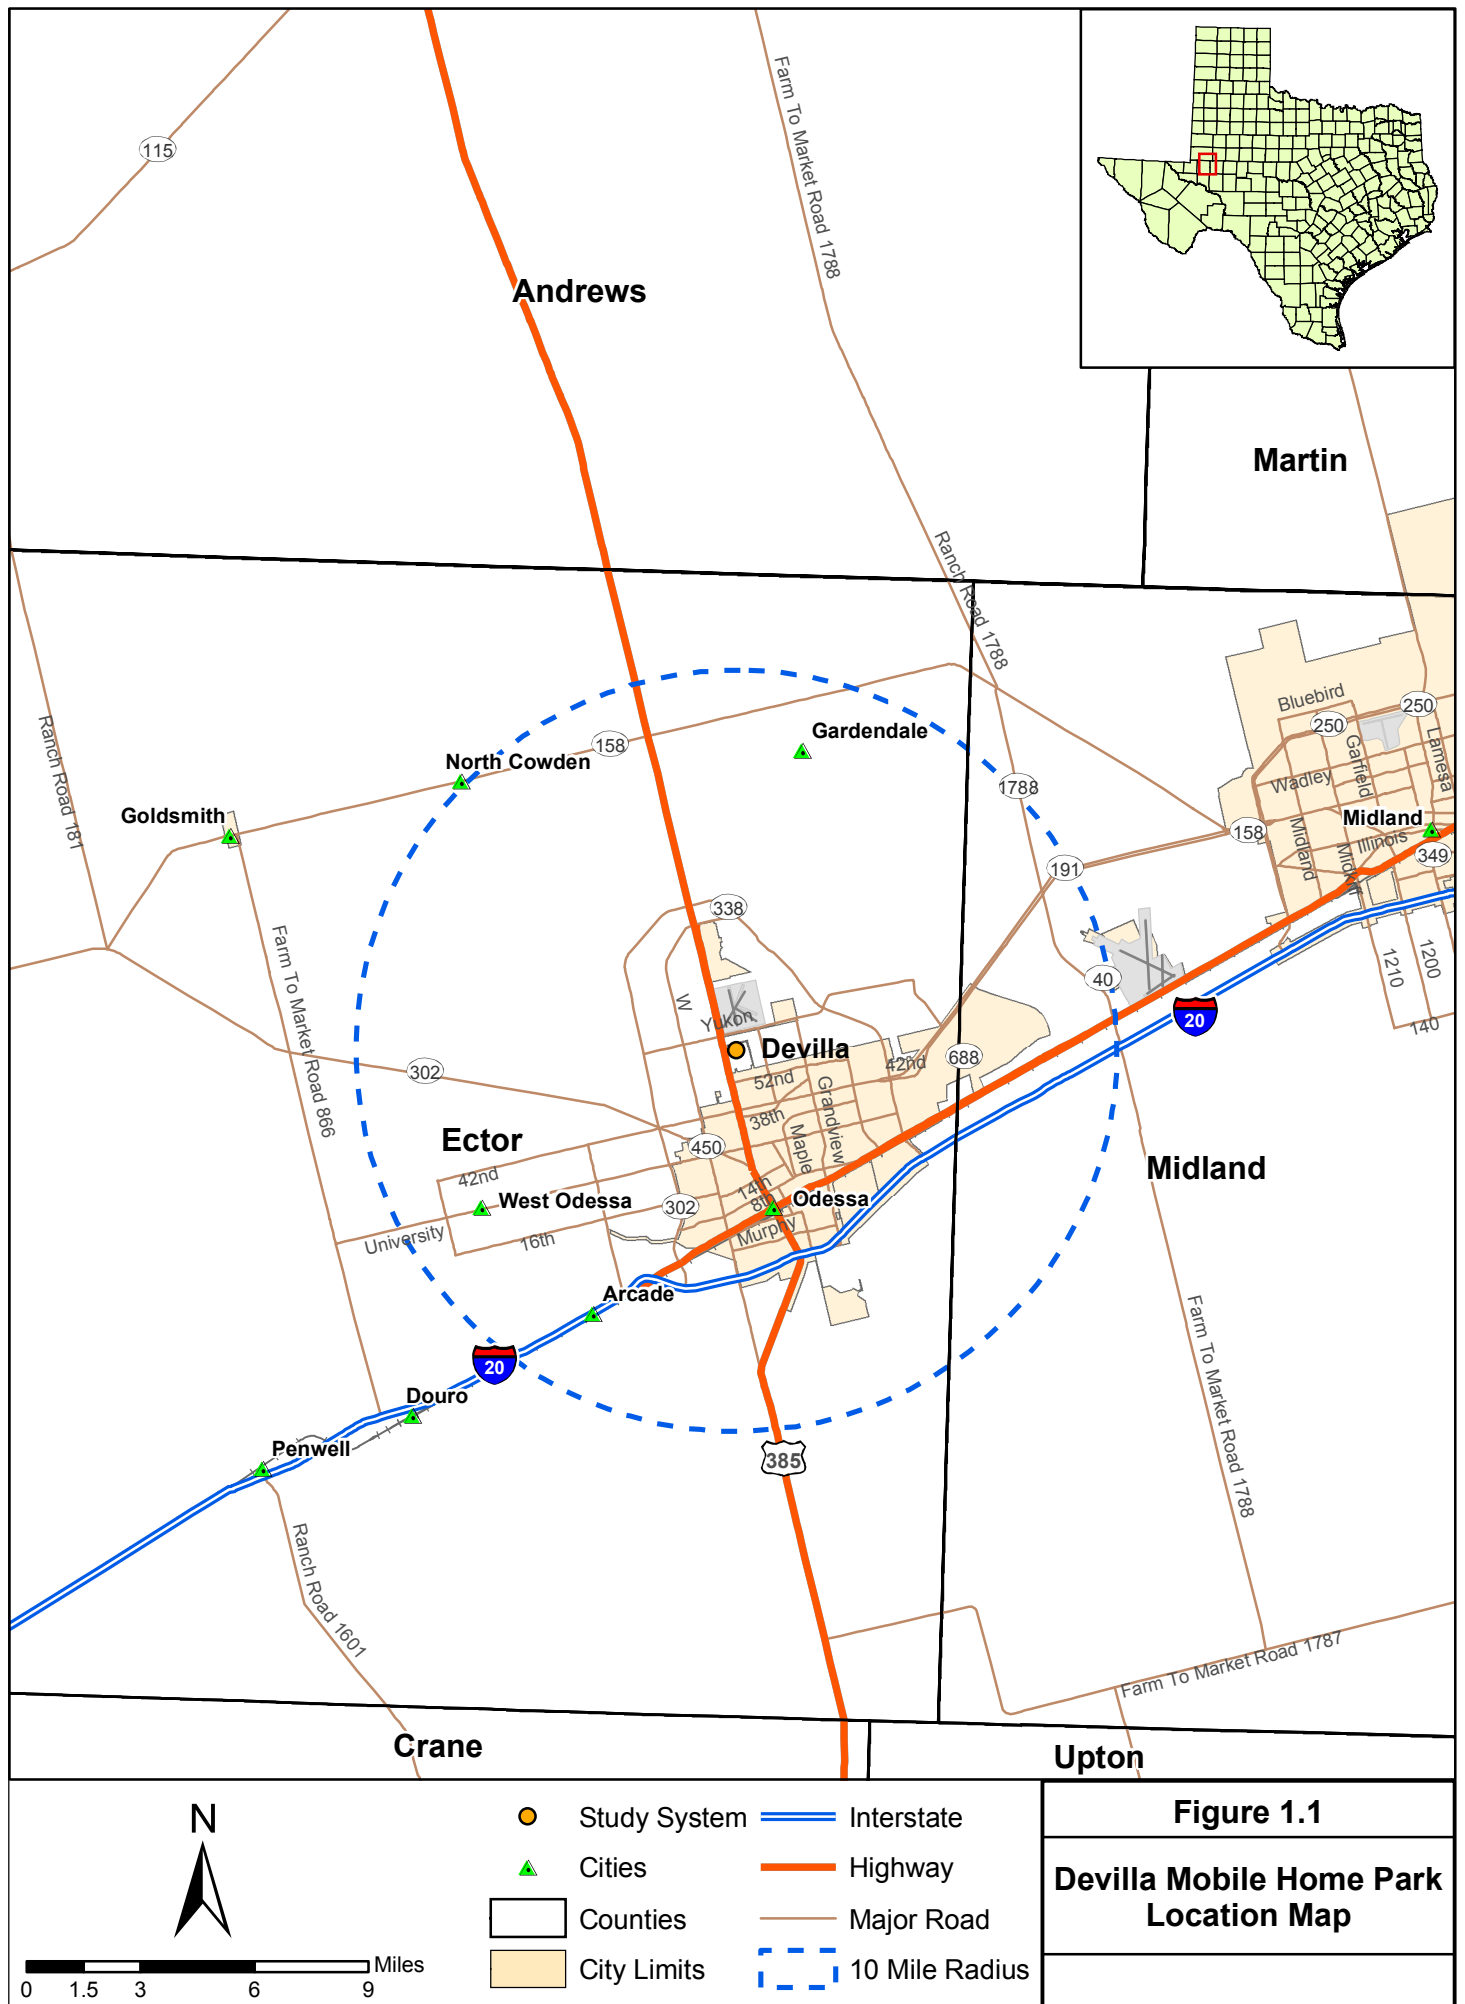 115
Farm To Market Road 1788
Andrews
Martin
Ranch Road 1788
Ranch Road 181
Bluebird
250
250
Gardendale
158
North Cowden
Garfield
Lamesa
Wadley
1788
Goldsmith
Midland
158
Midland
Illinois
Midkiff
349
191
338
Farm To Market Road 866
W
40
1210
1200
Yukon
20
140
Devilla
42nd
688
302
52nd
Grandview
38th
Maple
Ector
450
Midland
42nd
14th
West Odessa
302
8th
Odessa
University
16th
Murphy
Arcade
Farm To Market Road 1788
20
Douro
Penwell
385
Ranch Road 1601
Farm To Market Road 1787
Crane
Upton
N
Miles
0 1.5 3 6 9
Study System
Cities
Counties
City Limits
Interstate
Highway
Major Road
10 Mile Radius
Figure 1.1
Devilla Mobile Home Park
Location Map